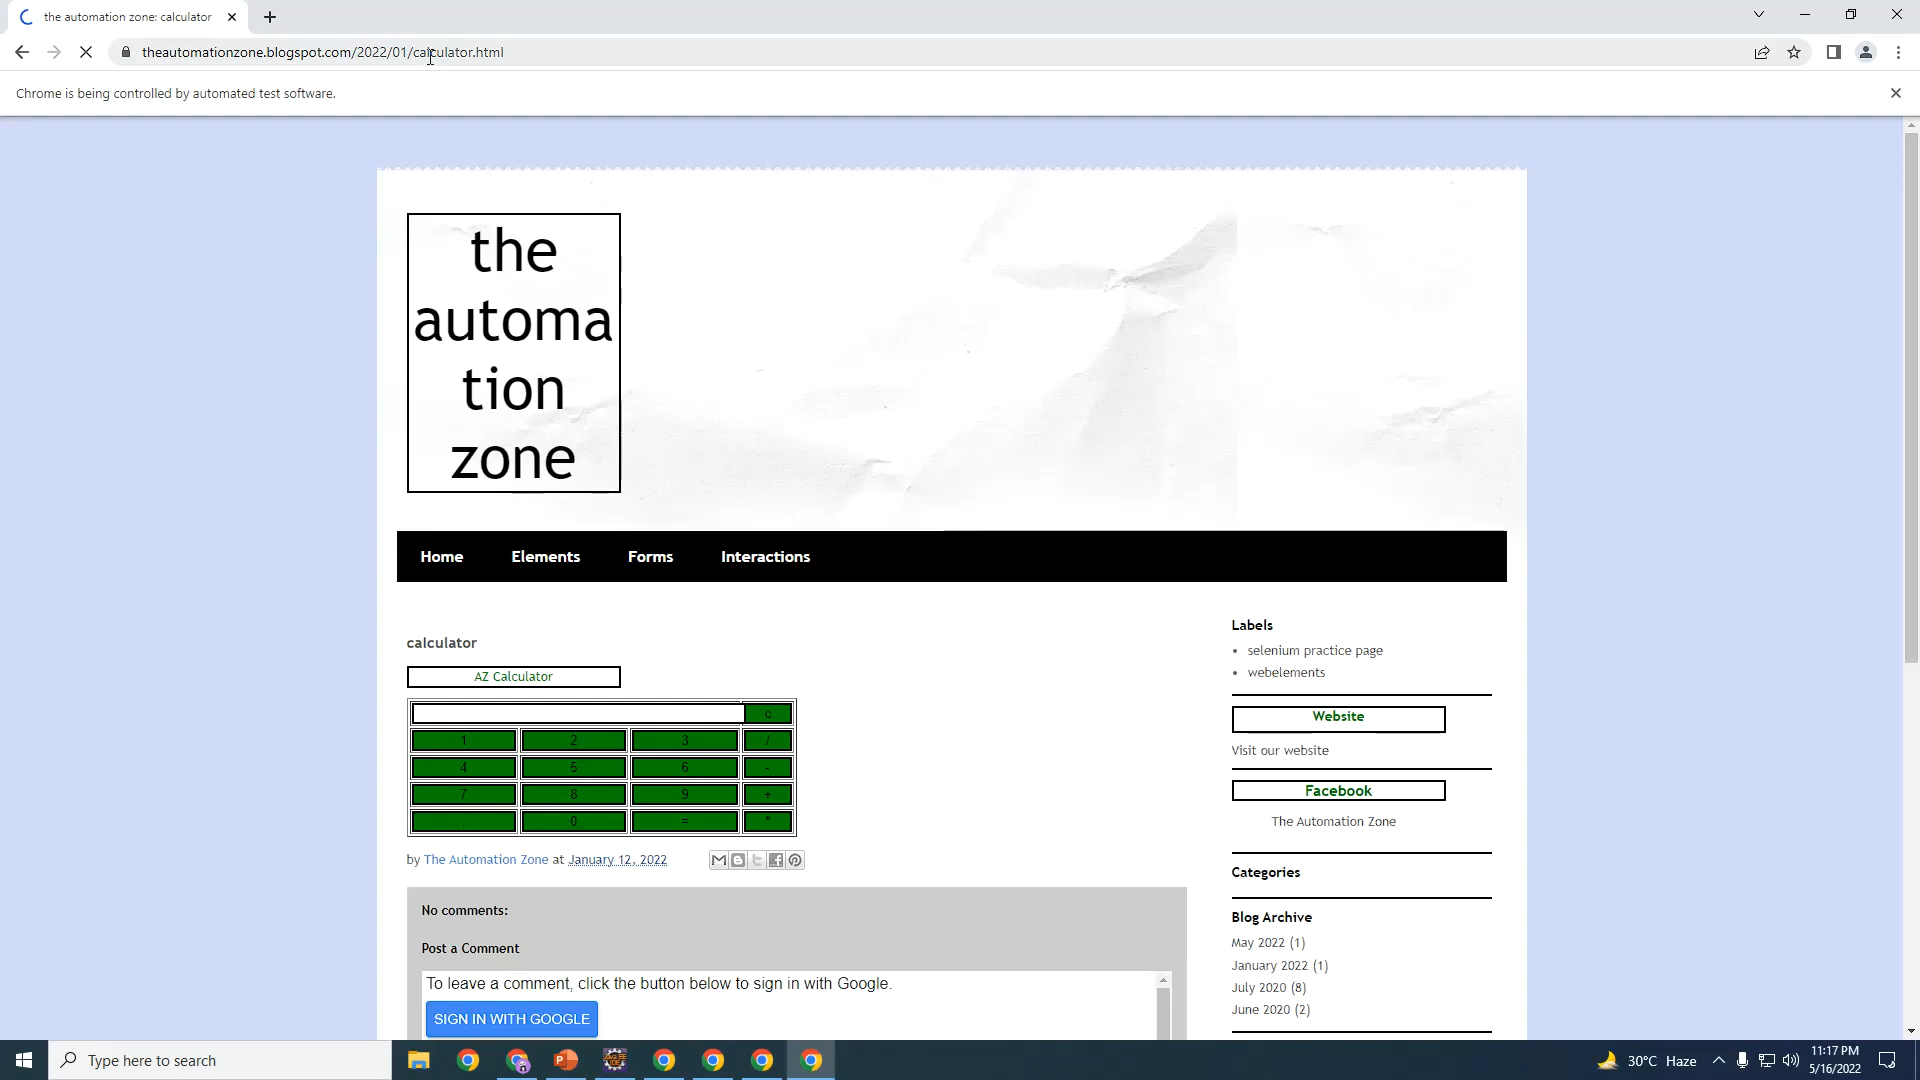 the automation zone: calculator
theautomationzone.blogspot.com/2022/01/calculator.html
Chrome is being controlled by automated test software.
the
automa
tion
zone
Home Elements Forms Interactions
calculator
AZ Calculator
c
1 2 3 /
4 5 6 -
7 8 9 +
0 = *
by The Automation Zone at January 12, 2022
No comments:
Post a Comment
To leave a comment, click the button below to sign in with Google.
SIGN IN WITH GOOGLE
Labels
selenium practice page
webelements
Website
Visit our website
Facebook
The Automation Zone
Categories
Blog Archive
May 2022 (1)
January 2022 (1)
July 2020 (8)
June 2020 (2)
Type here to search
30°C Haze
11:17 PM
5/16/2022